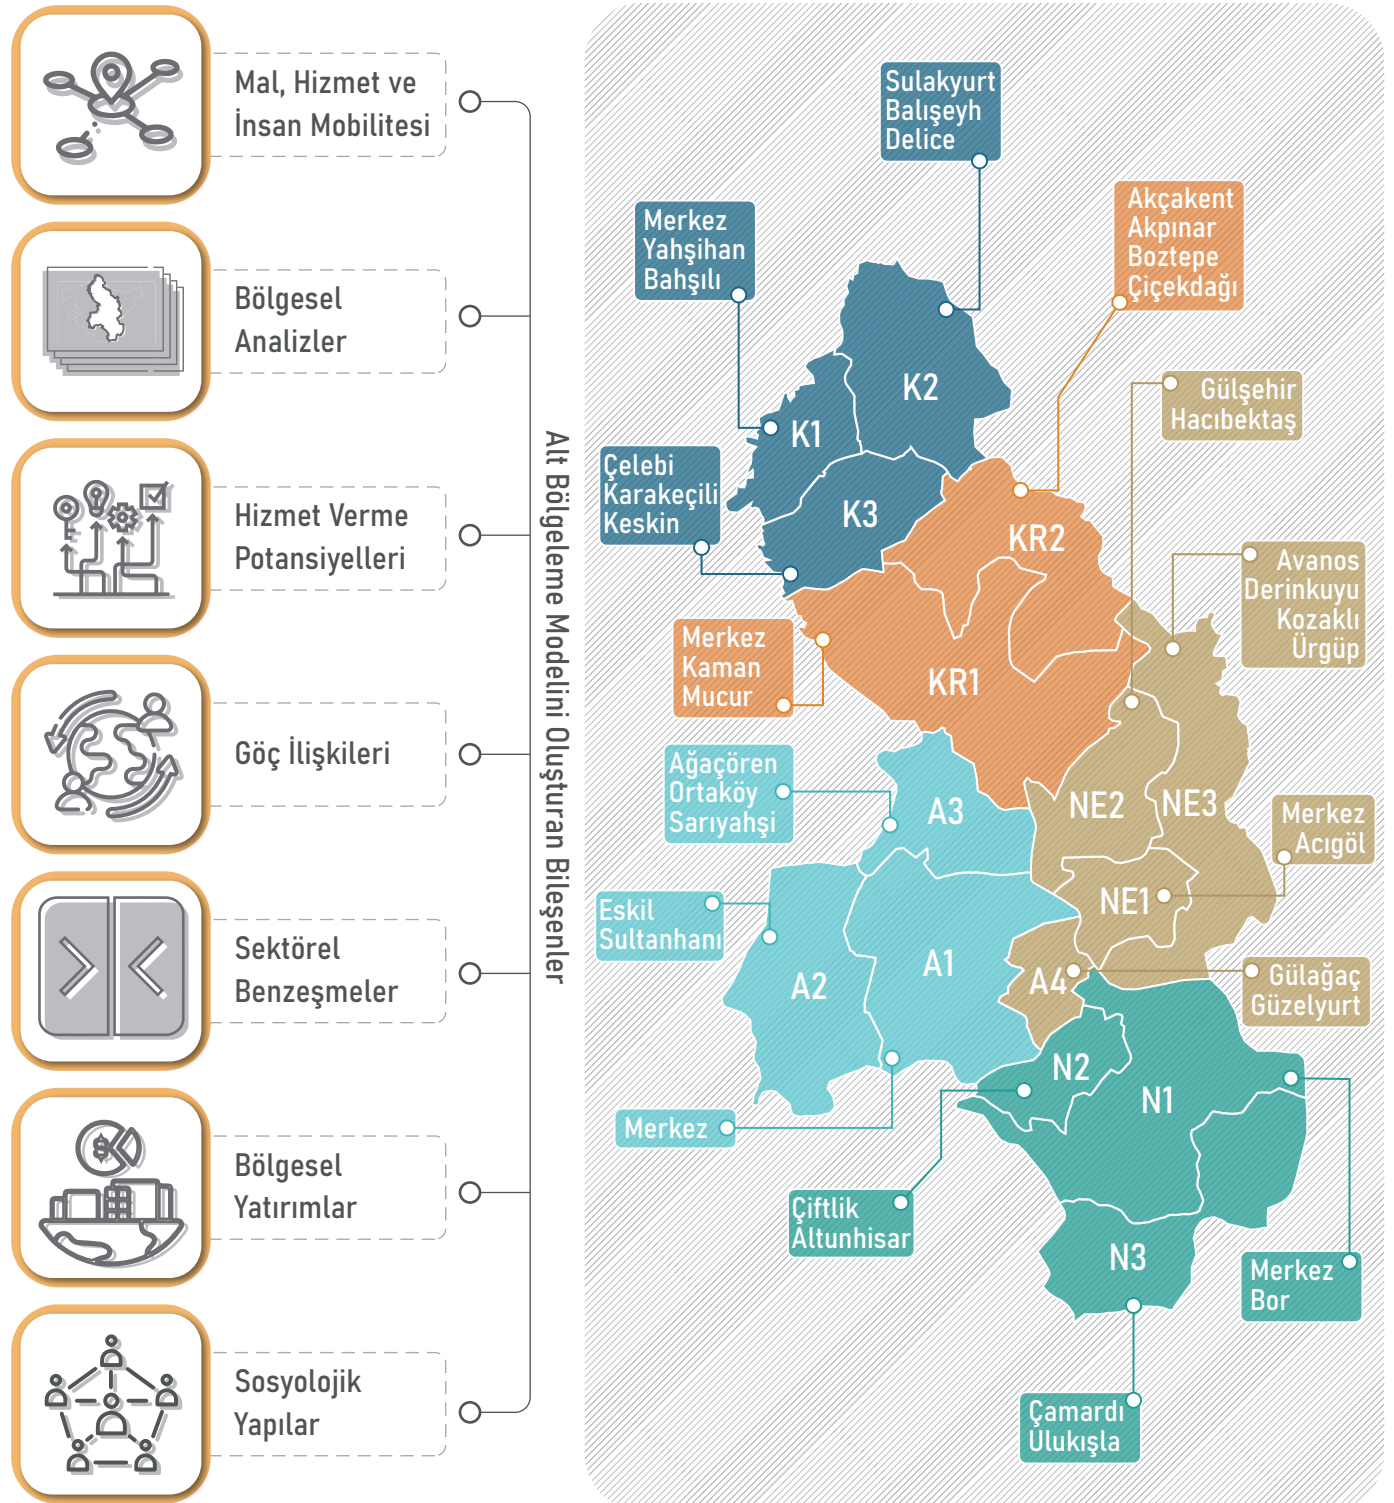 Mal, Hizmet ve
İnsan Mobilitesi
Bölgesel
Analizler
Hizmet Verme
Potansiyelleri
Göç İlişkileri
Sektörel
Benzeşmeler
Bölgesel
Yatırımlar
Sosyolojik
Yapılar
Alt Bölgeleme Modelini Oluşturan Bileşenler
Sulakyurt
Balışeyh
Delice
Merkez
Yahşihan
Bahşılı
Akçakent
Akpınar
Boztepe
Çiçekdağı
Gülşehir
Hacıbektaş
Çelebi
Karakeçili
Keskin
Avanos
Derinkuyu
Kozaklı
Ürgüp
Merkez
Kaman
Mucur
Ağaçören
Ortaköy
Sarıyahşi
Merkez
Acıgöl
Eskil
Sultanhanı
Gülağaç
Güzelyurt
Merkez
Çiftlik
Altunhisar
Merkez
Bor
Çamardı
Ulukışla
K2
K1
K3
KR2
KR1
NE2
NE3
A3
NE1
A1
A2
A4
N2
N1
N3
$